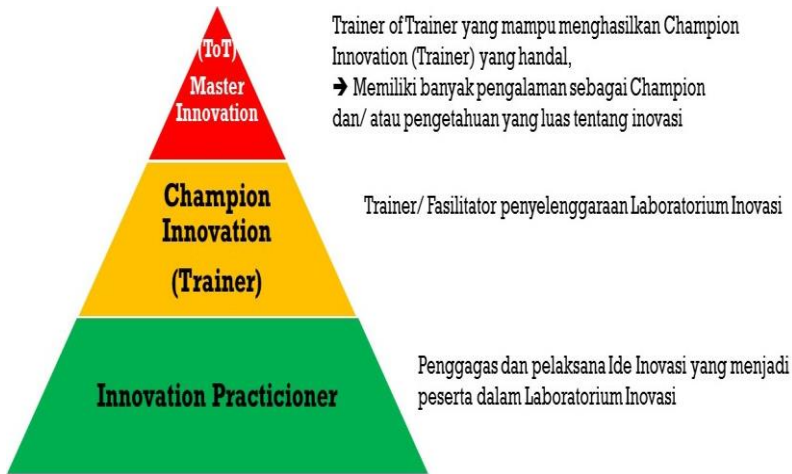 (ToT)
Master
Innovation
Trainer of Trainer yang mampu menghasilkan Champion
Innovation (Trainer) yang handal,
➔ Memiliki banyak pengalaman sebagai Champion
dan/ atau pengetahuan yang luas tentang inovasi
Champion
Innovation
(Trainer)
Trainer/ Fasilitator penyelenggaraan Laboratorium Inovasi
Innovation Practicioner
Penggagas dan pelaksana Ide Inovasi yang menjadi
peserta dalam Laboratorium Inovasi